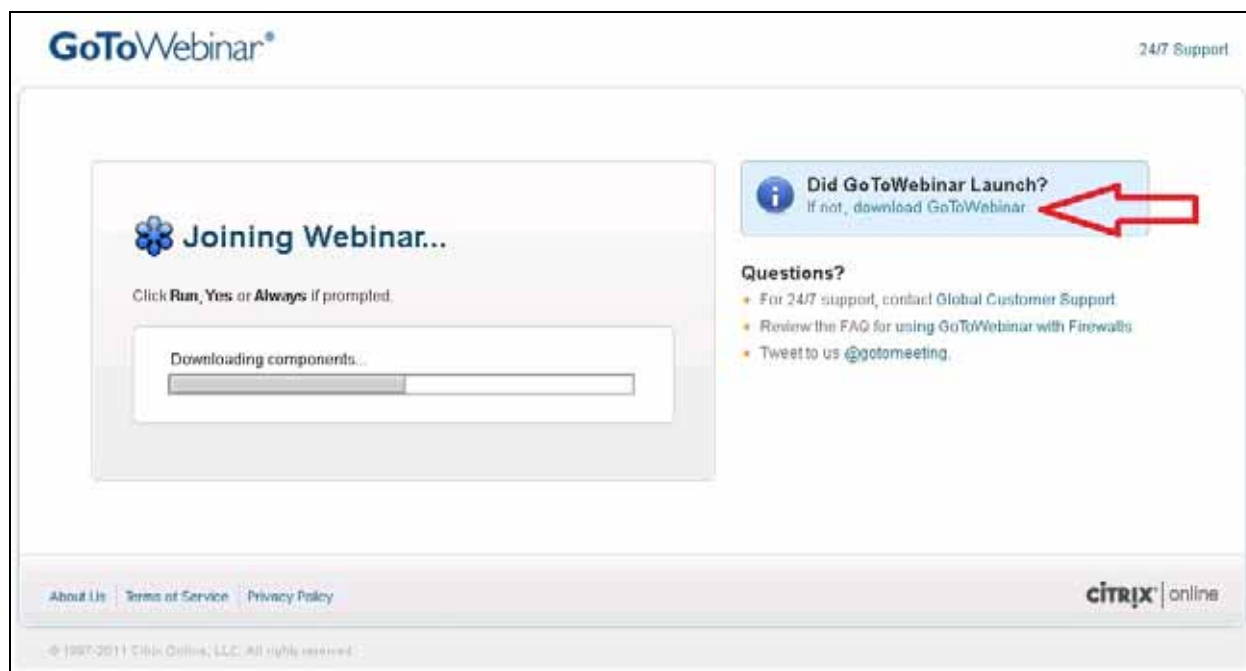 GoToWebinar®
24/7 Support
Joining Webinar...
Click Run, Yes or Always if prompted.
Downloading components...
Did GoToWebinar Launch?
If not, download GoToWebinar
Questions?
• For 24/7 support, contact Global Customer Support
• Review the FAQ for using GoToWebinar with Firewalls
• Tweet to us @gotomeeting.
About Us | Terms of Service | Privacy Policy
CİTRIX® | online
© 1997-2011 Citrix Online, LLC. All rights reserved.